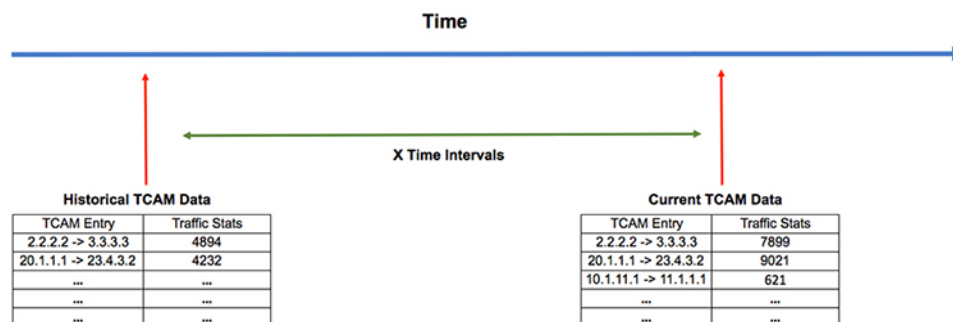 Time
X Time Intervals
Historical TCAM Data
TCAM Entry Traffic Stats
2.2.2.2 -> 3.3.3.3 4894
20.1.1.1 -> 23.4.3.2 4232
... ...
... ...
... ...
Current TCAM Data
TCAM Entry Traffic Stats
2.2.2.2 -> 3.3.3.3 7899
20.1.1.1 -> 23.4.3.2 9021
10.1.11.1 -> 11.1.1.1 621
... ...
... ...